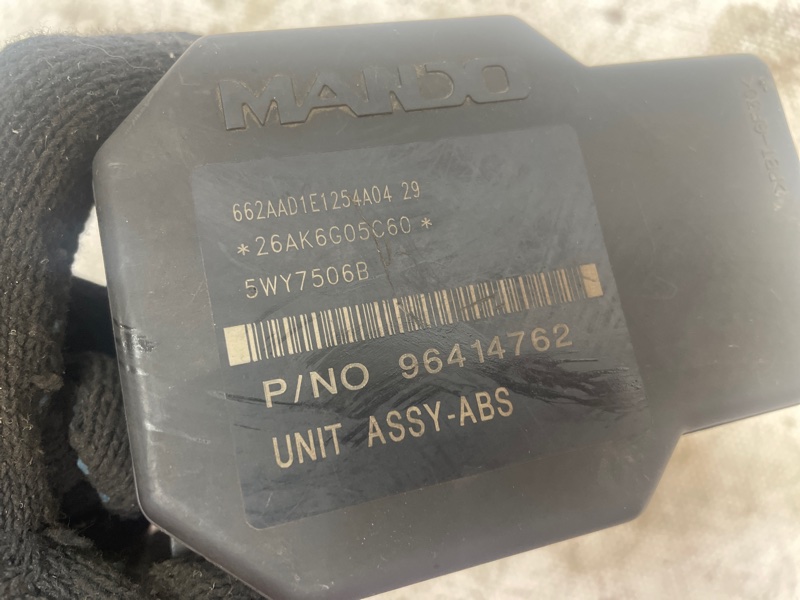 MANDO
662AAD1E1254A04 29
*26AK6G05C60*
5WY7506B
P/NO 96414762
UNIT ASSY-ABS